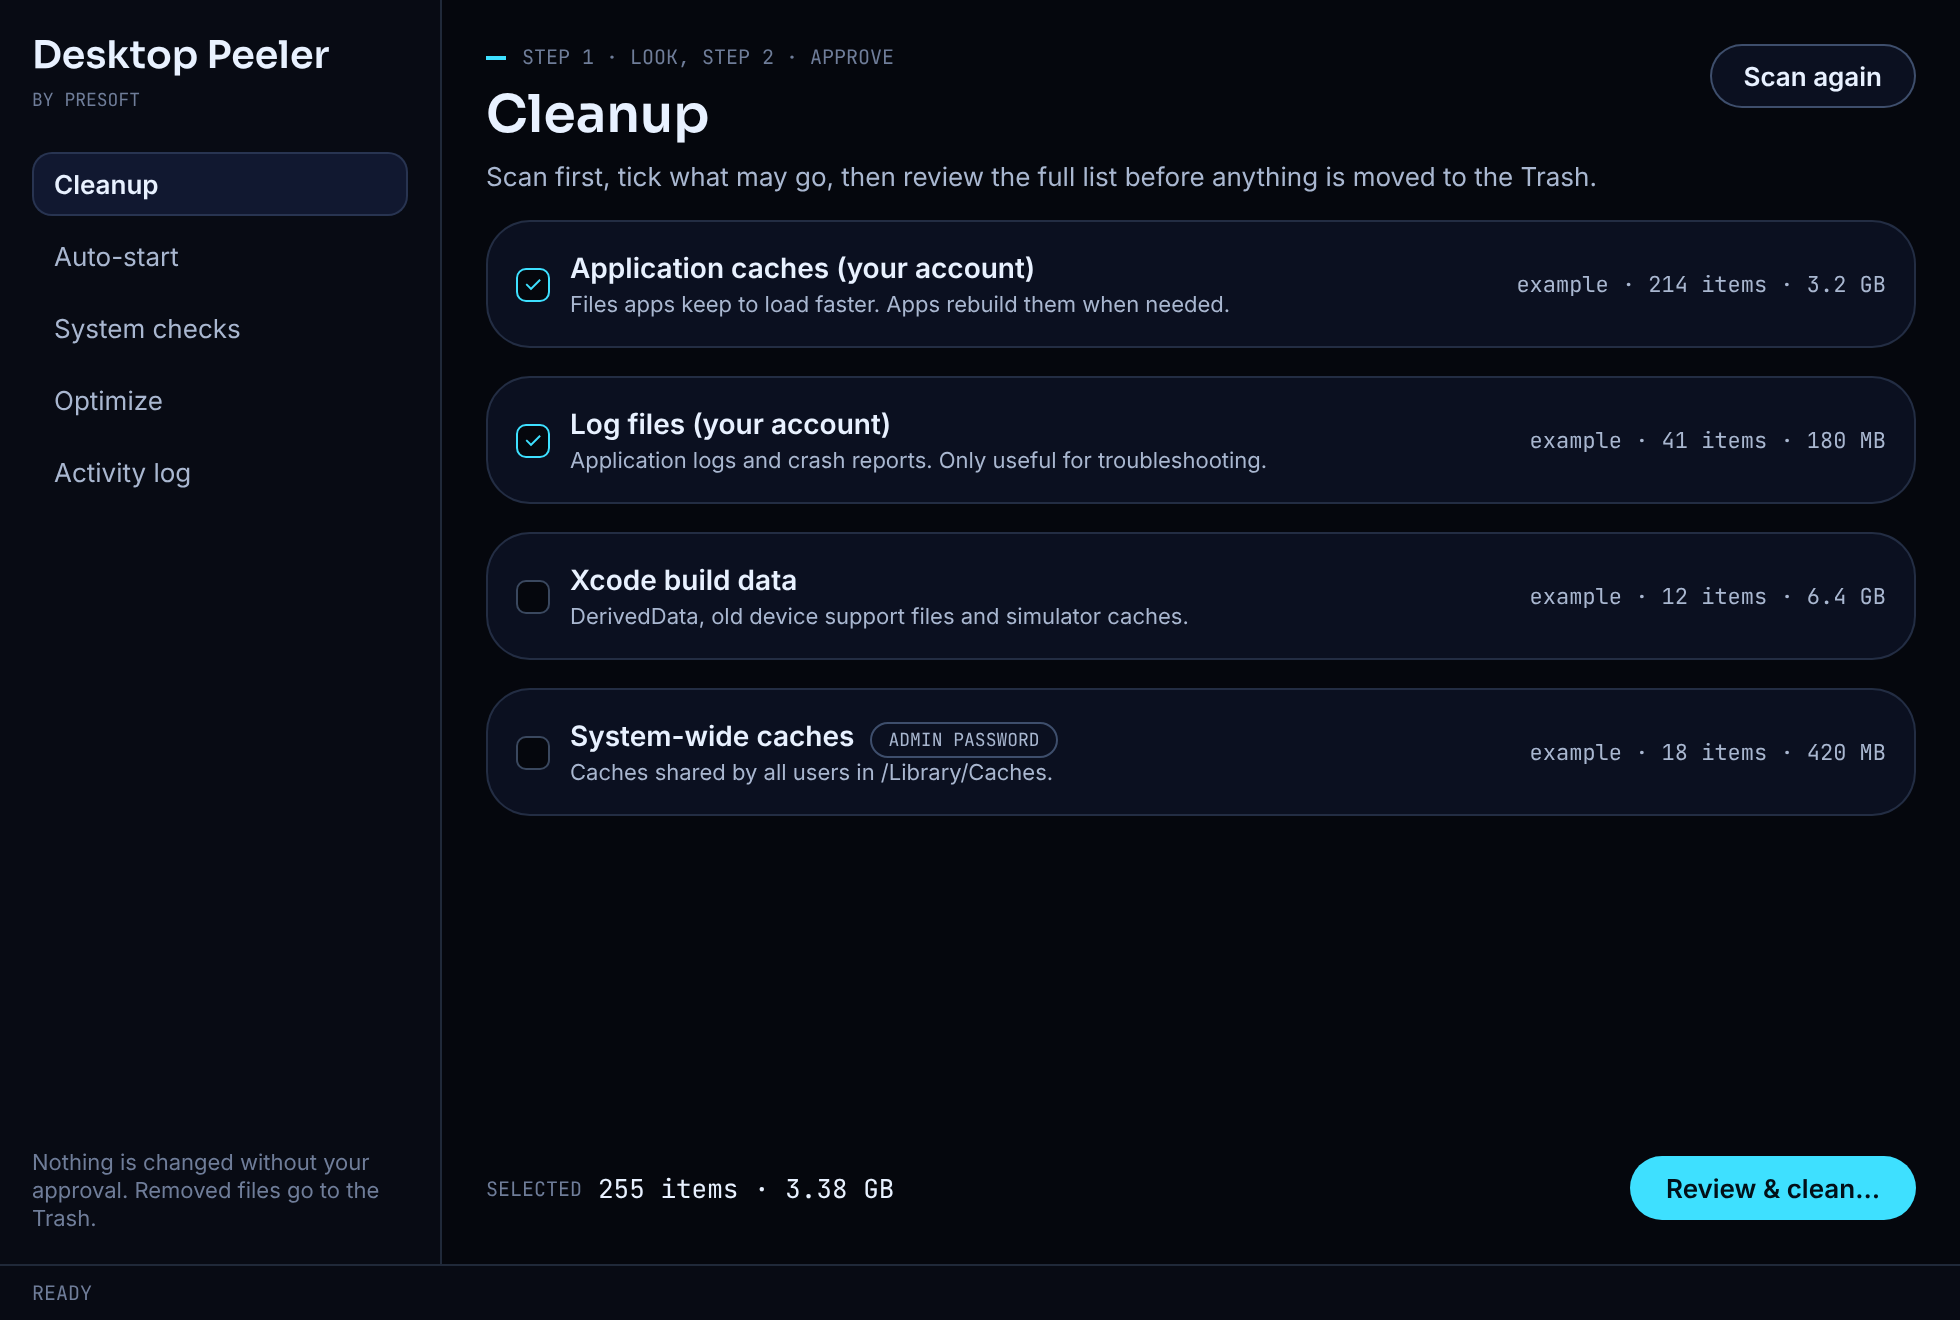 Desktop Peeler
BY PRESOFT
Cleanup
Auto-start
System checks
Optimize
Activity log
Nothing is changed without your
approval. Removed files go to the
Trash.
STEP 1 · LOOK, STEP 2 · APPROVE
Cleanup
Scan again
Scan first, tick what may go, then review the full list before anything is moved to the Trash.
Application caches (your account)
Files apps keep to load faster. Apps rebuild them when needed.
example · 214 items · 3.2 GB
Log files (your account)
Application logs and crash reports. Only useful for troubleshooting.
example · 41 items · 180 MB
Xcode build data
DerivedData, old device support files and simulator caches.
example · 12 items · 6.4 GB
System-wide caches ADMIN PASSWORD
Caches shared by all users in /Library/Caches.
example · 18 items · 420 MB
SELECTED 255 items · 3.38 GB
Review & clean...
READY